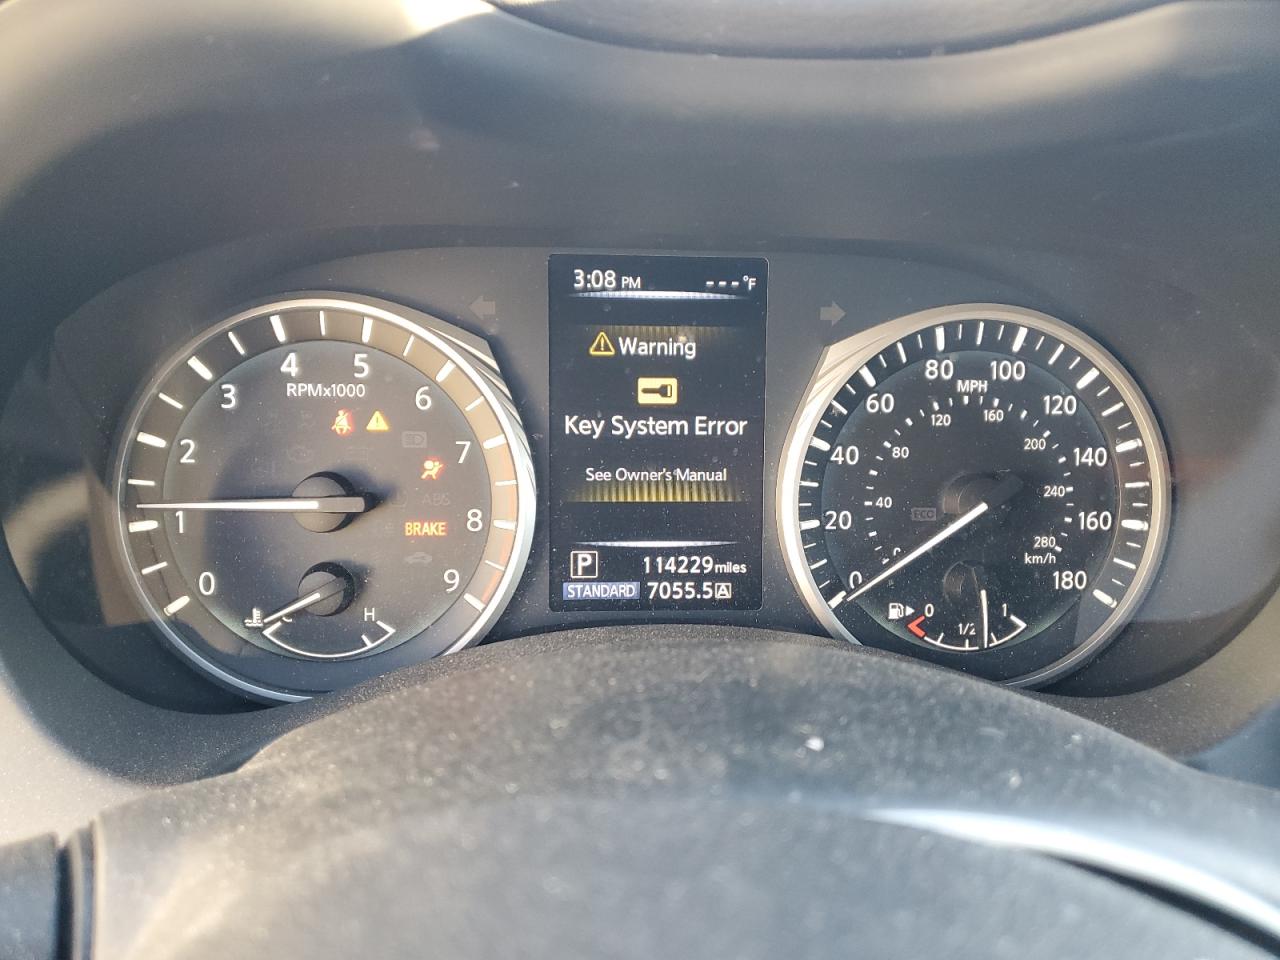 3:08 PM
---°F
Warning
Key System Error
See Owner's Manual
P
114229 miles
STANDARD
7055.5 A
0
1
2
3
4
5
6
7
8
9
RPMx1000
ABS
BRAKE
H
0
20
40
60
80
100
120
140
160
180
MPH
0
40
80
120
160
200
240
280
km/h
ECO
0
1/2
1